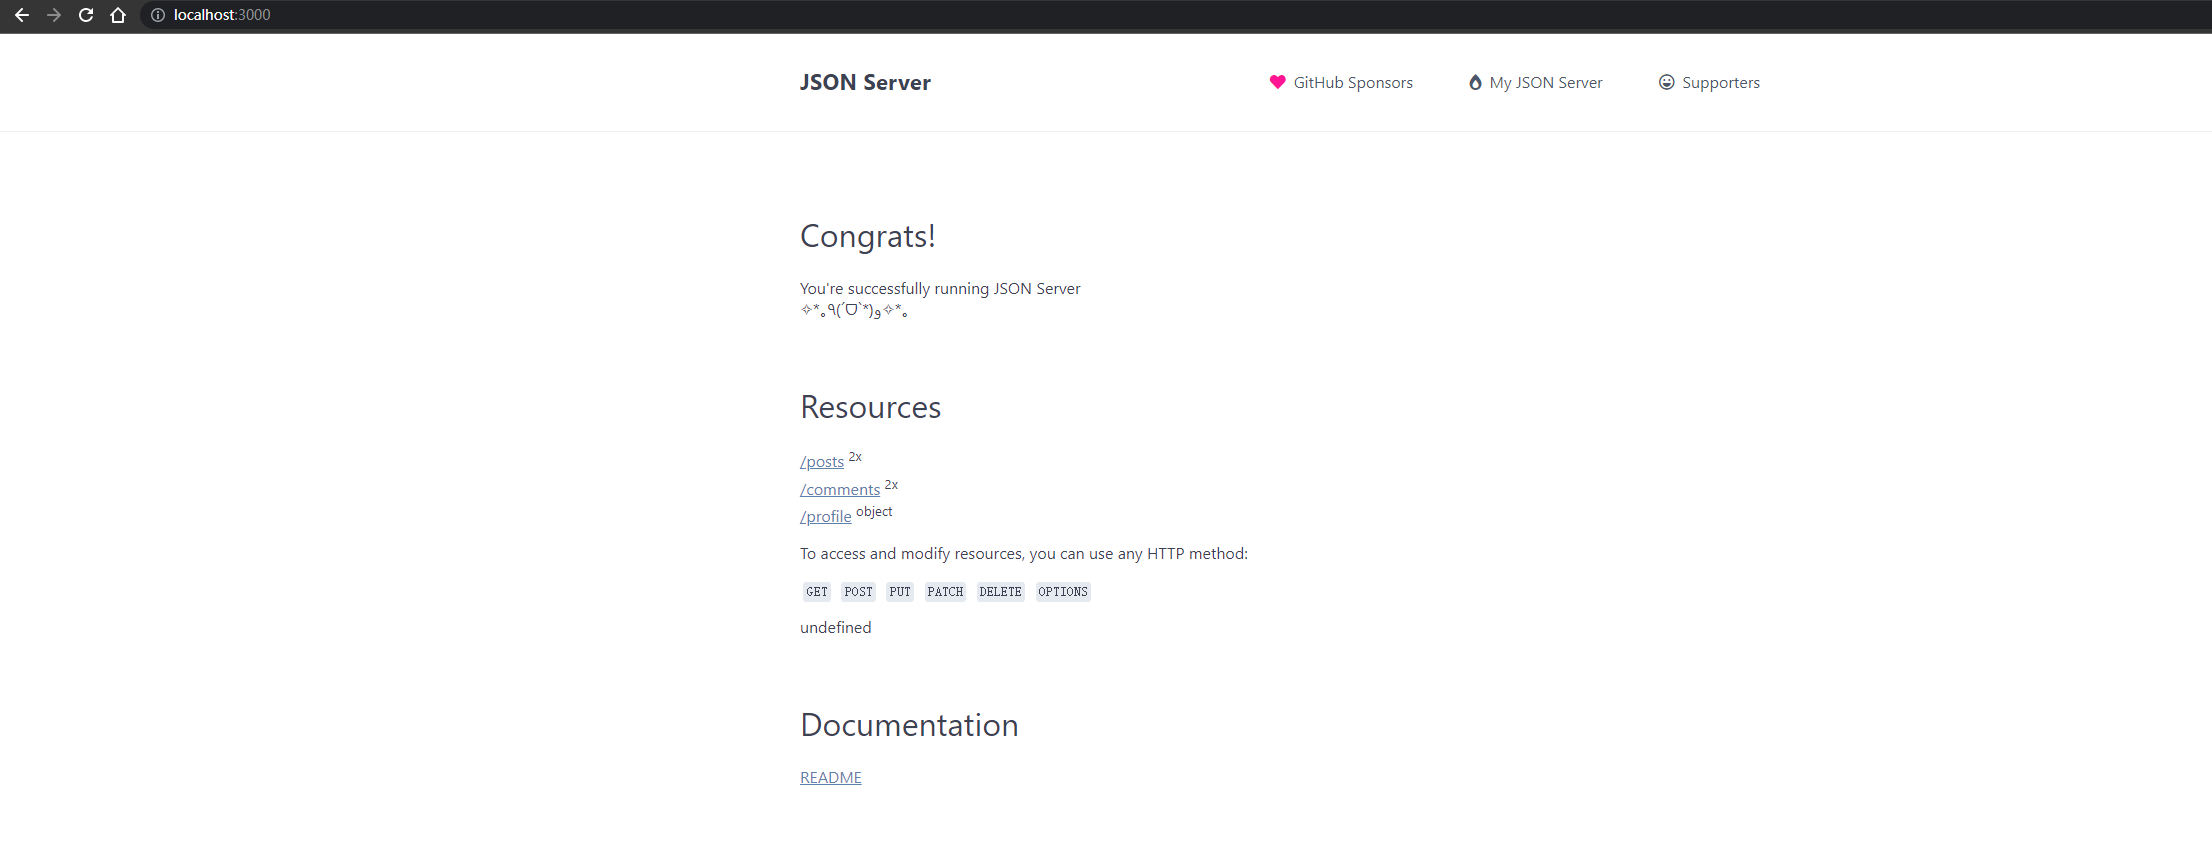 localhost:3000
JSON Server
GitHub Sponsors
My JSON Server
Supporters
Congrats!
You're successfully running JSON Server
✧*｡٩(ˊᗜˋ*)و✧*｡
Resources
/posts 2x
/comments 2x
/profile object
To access and modify resources, you can use any HTTP method:
GET POST PUT PATCH DELETE OPTIONS
undefined
Documentation
README